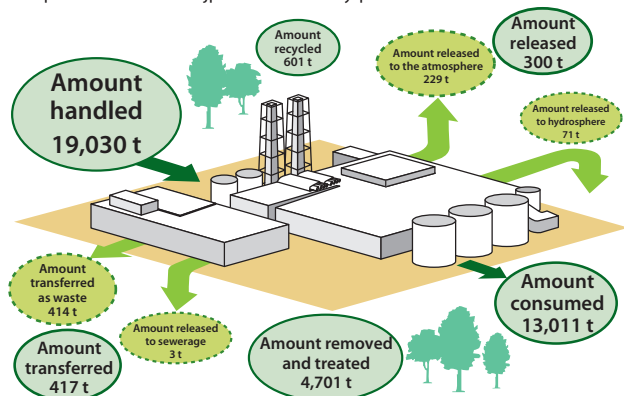 Amount
recycled
601 t
Amount released
to the atmosphere
229 t
Amount
released
300 t
Amount
handled
19,030 t
Amount released
to hydrosphere
71 t
Amount
transferred
as waste
414 t
Amount released
to sewerage
3 t
Amount
transferred
417 t
Amount removed
and treated
4,701 t
Amount
consumed
13,011 t